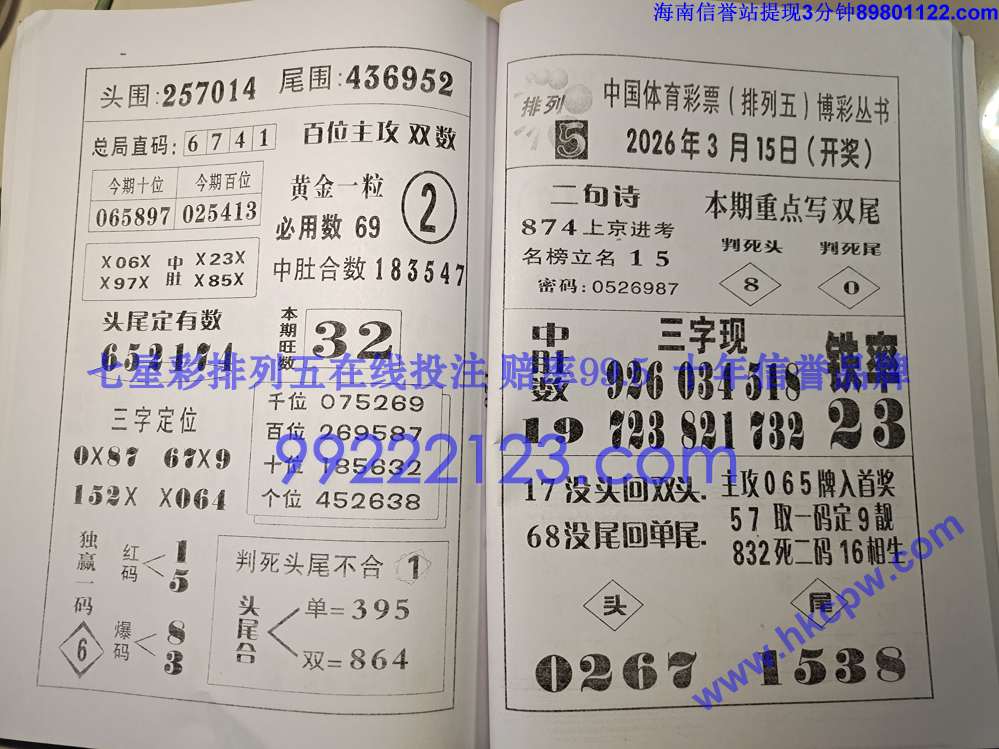 海南信誉站提现3分钟89801122.com
头围:257014 尾围:436952
总局直码: 6 7 4 1
百位主攻 双数
今期十位 今期百位
065897 025413
黄金一粒
必用数 69
2
X06X 中 X23X
X97X 肚 X85X
中肚合数 183547
头尾定有数
652174
本期旺数 32
三字定位
0X87 67X9
152X X064
千位 075269
百位 269587
十位 185632
个位 452638
独赢一码 6
红码 1 5
爆码 8 3
判死头尾不合 1
头尾合
单=395
双=864
排列5
中国体育彩票(排列五)博彩丛书
2026年3月15日(开奖)
二句诗
874上京进考
名榜立名 1 5
密码:0526987
本期重点写双尾
判死头 判死尾
8 0
中肚数
19
三字现
926 034 518
723 821 732
铁率
23
七星彩排列五在线投注 赔率99.5 十年信誉品牌
99222123.com
17没头回双头.
68没尾回单尾.
主攻065牌入首奖
57取一码定9靓
832死二码16相生
头 尾
0267 1538
www.hkcpw.com